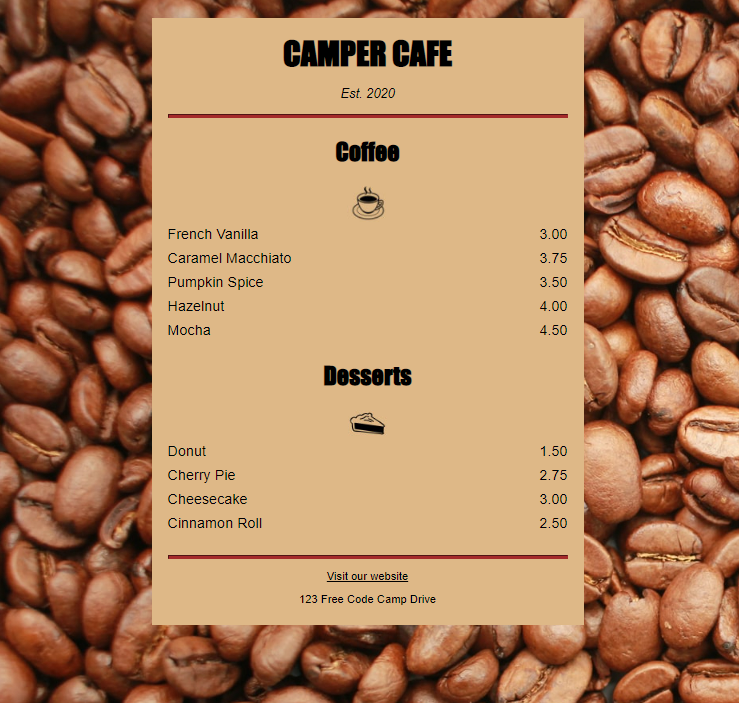 CAMPER CAFE
Est. 2020
Coffee
French Vanilla 3.00
Caramel Macchiato 3.75
Pumpkin Spice 3.50
Hazelnut 4.00
Mocha 4.50
Desserts
Donut 1.50
Cherry Pie 2.75
Cheesecake 3.00
Cinnamon Roll 2.50
Visit our website
123 Free Code Camp Drive